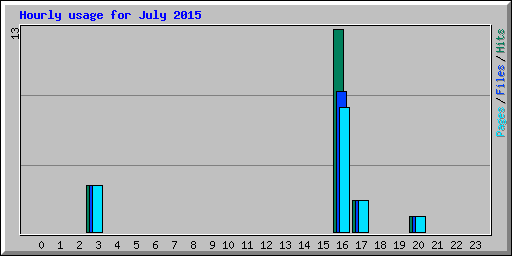 Hourly usage for July 2015
13
Pages/Files/Hits
0 1 2 3 4 5 6 7 8 9 10 11 12 13 14 15 16 17 18 19 20 21 22 23